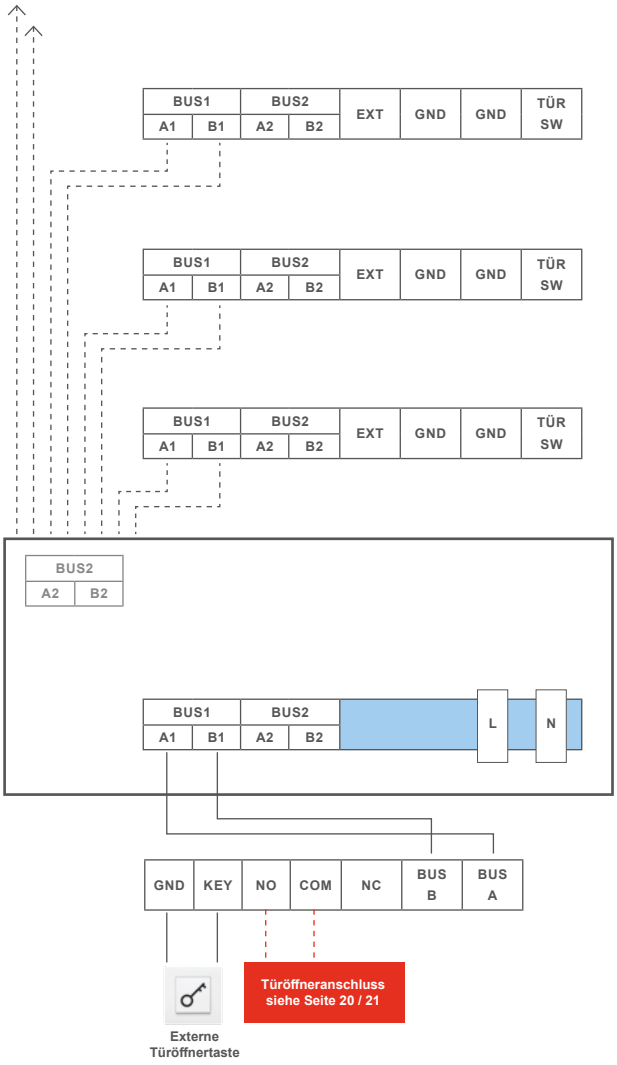 BUS1 BUS2 EXT GND GND TÜR SW
A1 B1 A2 B2
BUS1 BUS2 EXT GND GND TÜR SW
A1 B1 A2 B2
BUS1 BUS2 EXT GND GND TÜR SW
A1 B1 A2 B2
BUS2
A2 B2
BUS1 BUS2 L N
A1 B1 A2 B2
GND KEY NO COM NC BUS B BUS A
Türöffneranschluss
siehe Seite 20 / 21
Externe
Türöffnertaste